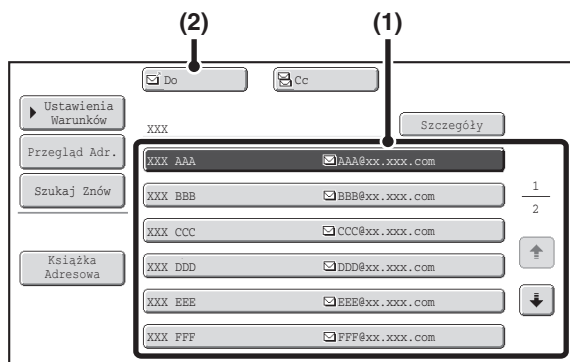 (2) (1)
Do Cc
Ustawienia
Warunków
XXX Szczegóły
Przegląd Adr.
XXX AAA AAA@xx.xxx.com
Szukaj Znów
XXX BBB BBB@xx.xxx.com
1
2
XXX CCC CCC@xx.xxx.com
Książka
Adresowa
XXX DDD DDD@xx.xxx.com
XXX EEE EEE@xx.xxx.com
XXX FFF FFF@xx.xxx.com